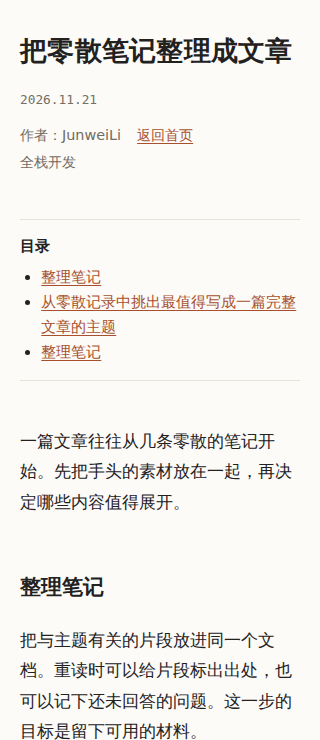 把零散笔记整理成文章
2026.11.21
作者：JunweiLi 返回首页
全栈开发
目录
整理笔记
从零散记录中挑出最值得写成一篇完整
文章的主题
整理笔记
一篇文章往往从几条零散的笔记开
始。先把手头的素材放在一起，再决
定哪些内容值得展开。
整理笔记
把与主题有关的片段放进同一个文
档。重读时可以给片段标出出处，也
可以记下还未回答的问题。这一步的
目标是留下可用的材料。